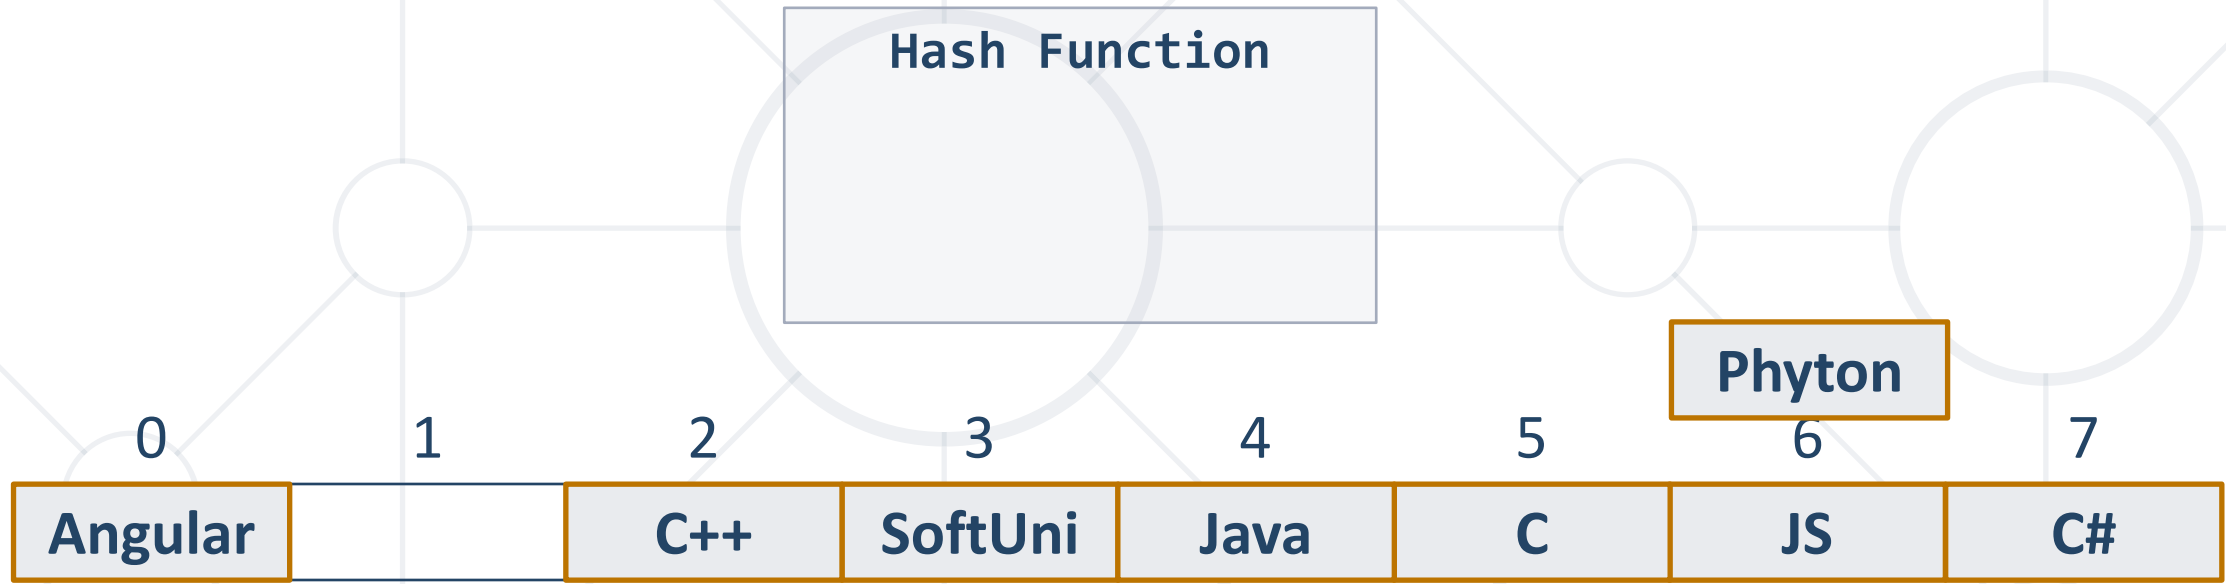 Hash Function
Phyton
0 1 2 3 4 5 6 7
Angular C++ SoftUni Java C JS C#